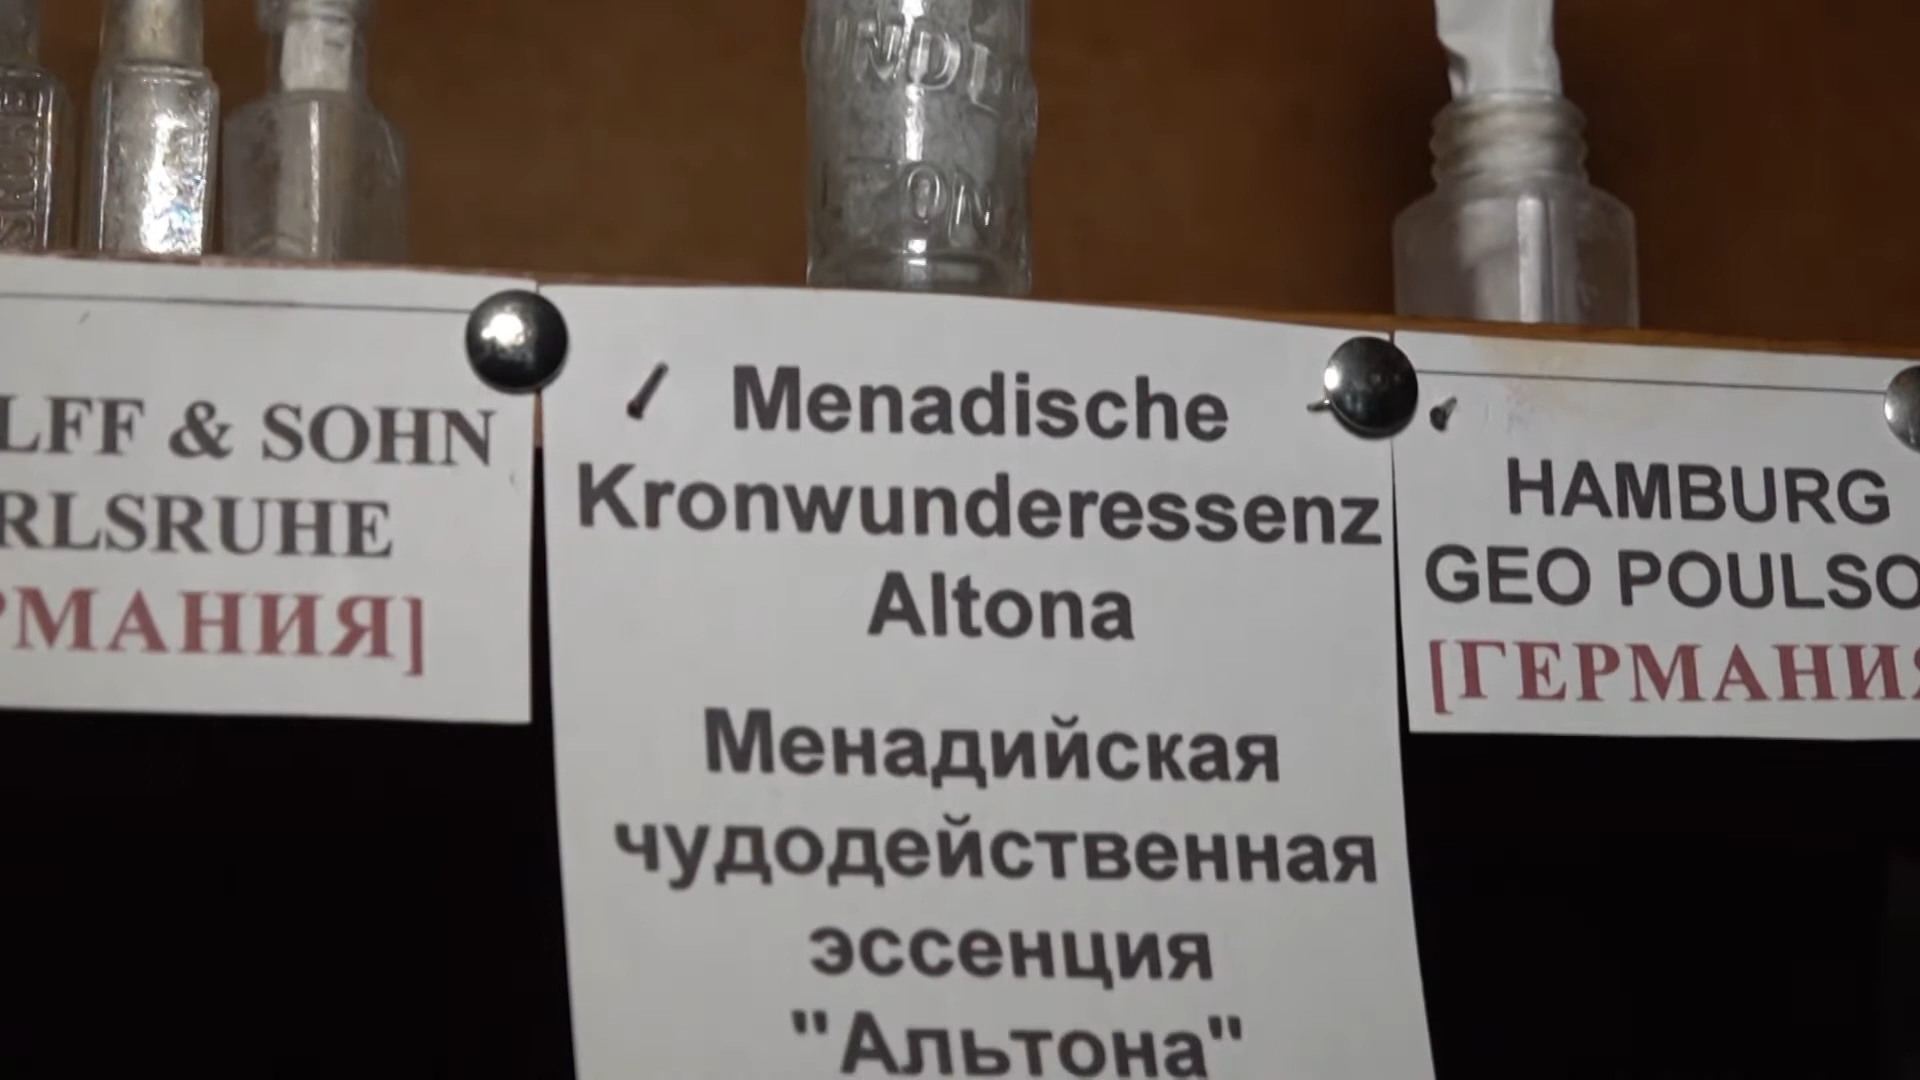 LFF & SOHN
RLSRUHE
РМАНИЯ]
Menadische
Kronwunderessenz
Altona
Менадийская
чудодейственная
эссенция
"Альтона"
HAMBURG
GEO POULSO
[ГЕРМАНИЯ